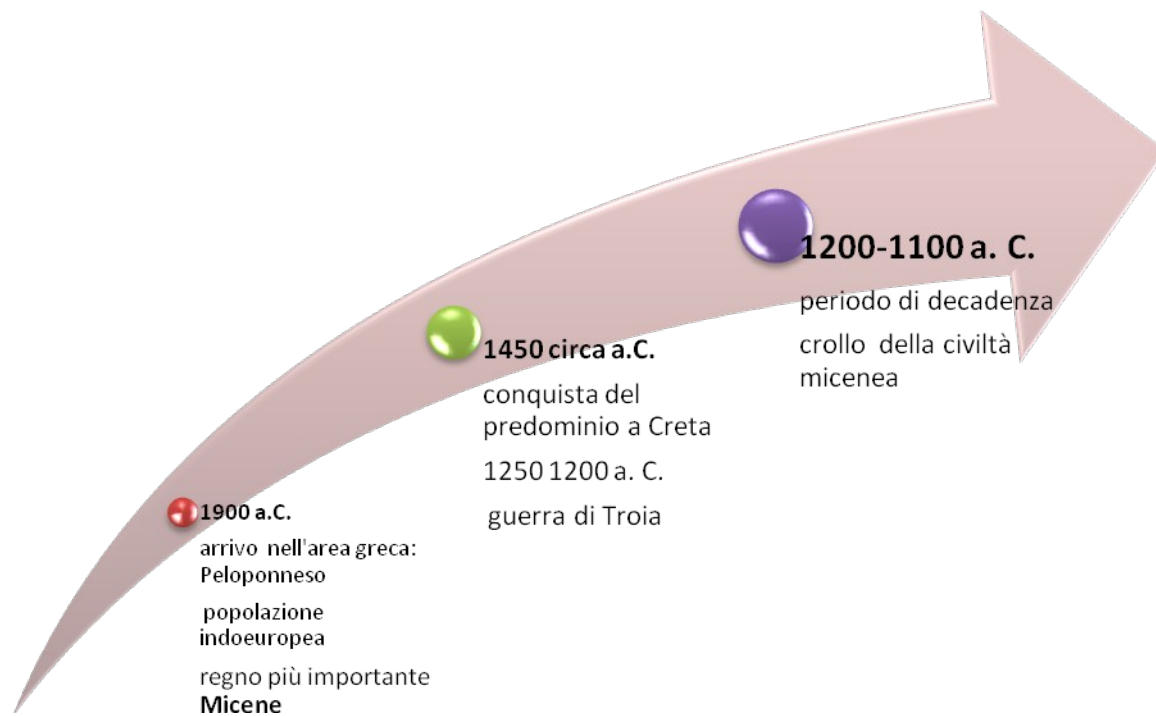 1900 a.C.
arrivo nell'area greca:
Peloponneso
popolazione
indoeuropea
regno più importante
Micene
1450 circa a.C.
conquista del
predominio a Creta
1250 1200 a. C.
guerra di Troia
1200-1100 a. C.
periodo di decadenza
crollo della civiltà
micenea